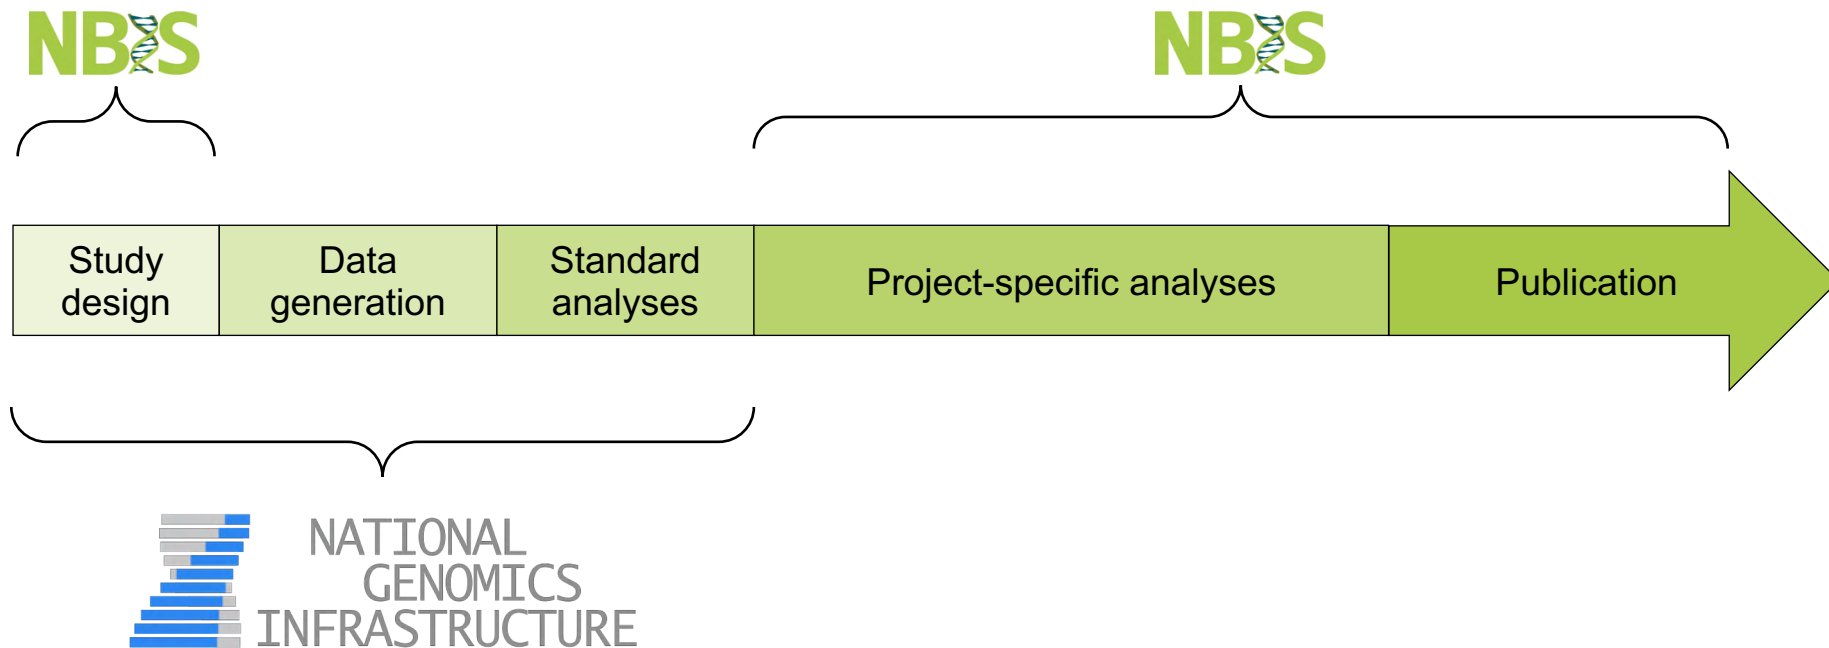 NBIS
NBIS
Study
design
Data
generation
Standard
analyses
Project-specific analyses
Publication
NATIONAL
GENOMICS
INFRASTRUCTURE